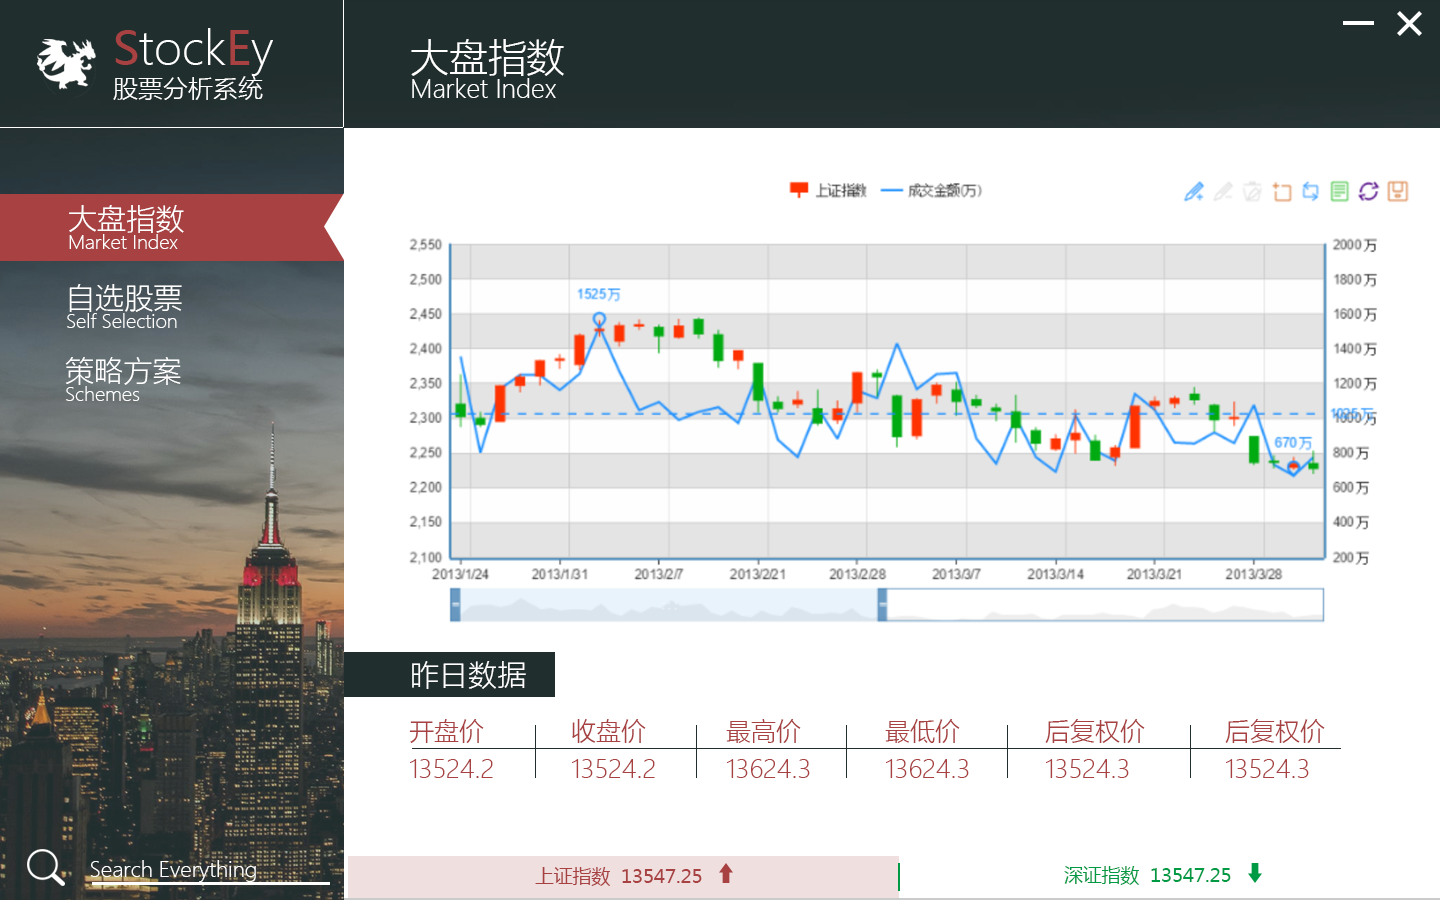 StockEy
股票分析系统
大盘指数
Market Index
大盘指数
Market Index
自选股票
Self Selection
策略方案
Schemes
Search Everything
上证指数
成交金额(万)
2,550
2,500
2,450
2,400
2,350
2,300
2,250
2,200
2,150
2,100
1525万
670万
2000万
1800万
1600万
1400万
1200万
1000万
800万
600万
400万
200万
2013/1/24
2013/1/31
2013/2/7
2013/2/21
2013/2/28
2013/3/7
2013/3/14
2013/3/21
2013/3/28
昨日数据
开盘价 收盘价 最高价 最低价 后复权价 后复权价
13524.2 13524.2 13624.3 13624.3 13524.3 13524.3
上证指数 13547.25
深证指数 13547.25